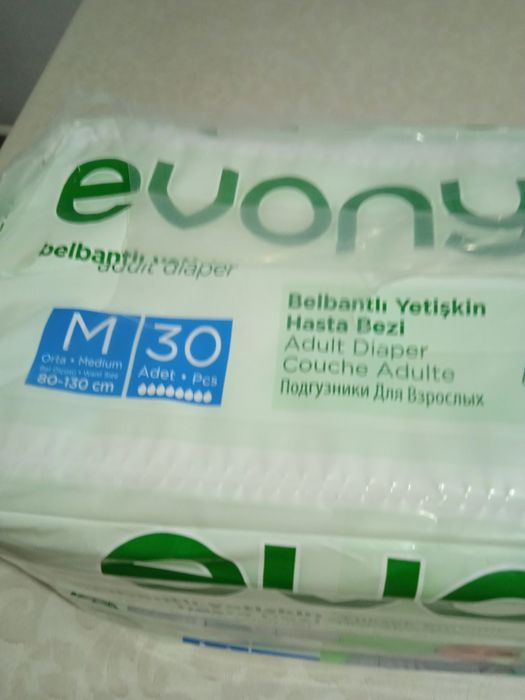 evony
belbantlı
adult diaper
M
Orta • Medium
80-130 cm
30
Adet • Pcs
Belbantlı Yetişkin
Hasta Bezi
Adult Diaper
Couche Adulte
Подгузники Для Взрослых